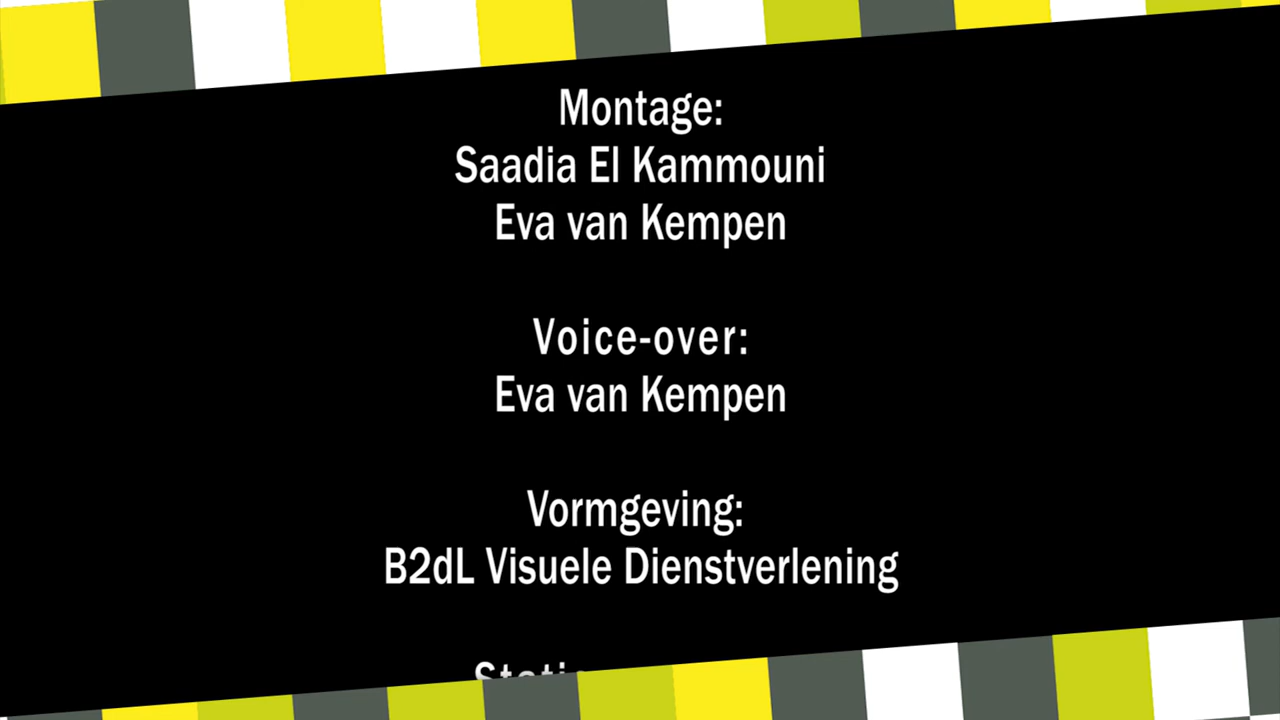 Montage:
Saadia El Kammouni
Eva van Kempen
Voice-over:
Eva van Kempen
Vormgeving:
B2dL Visuele Dienstverlening